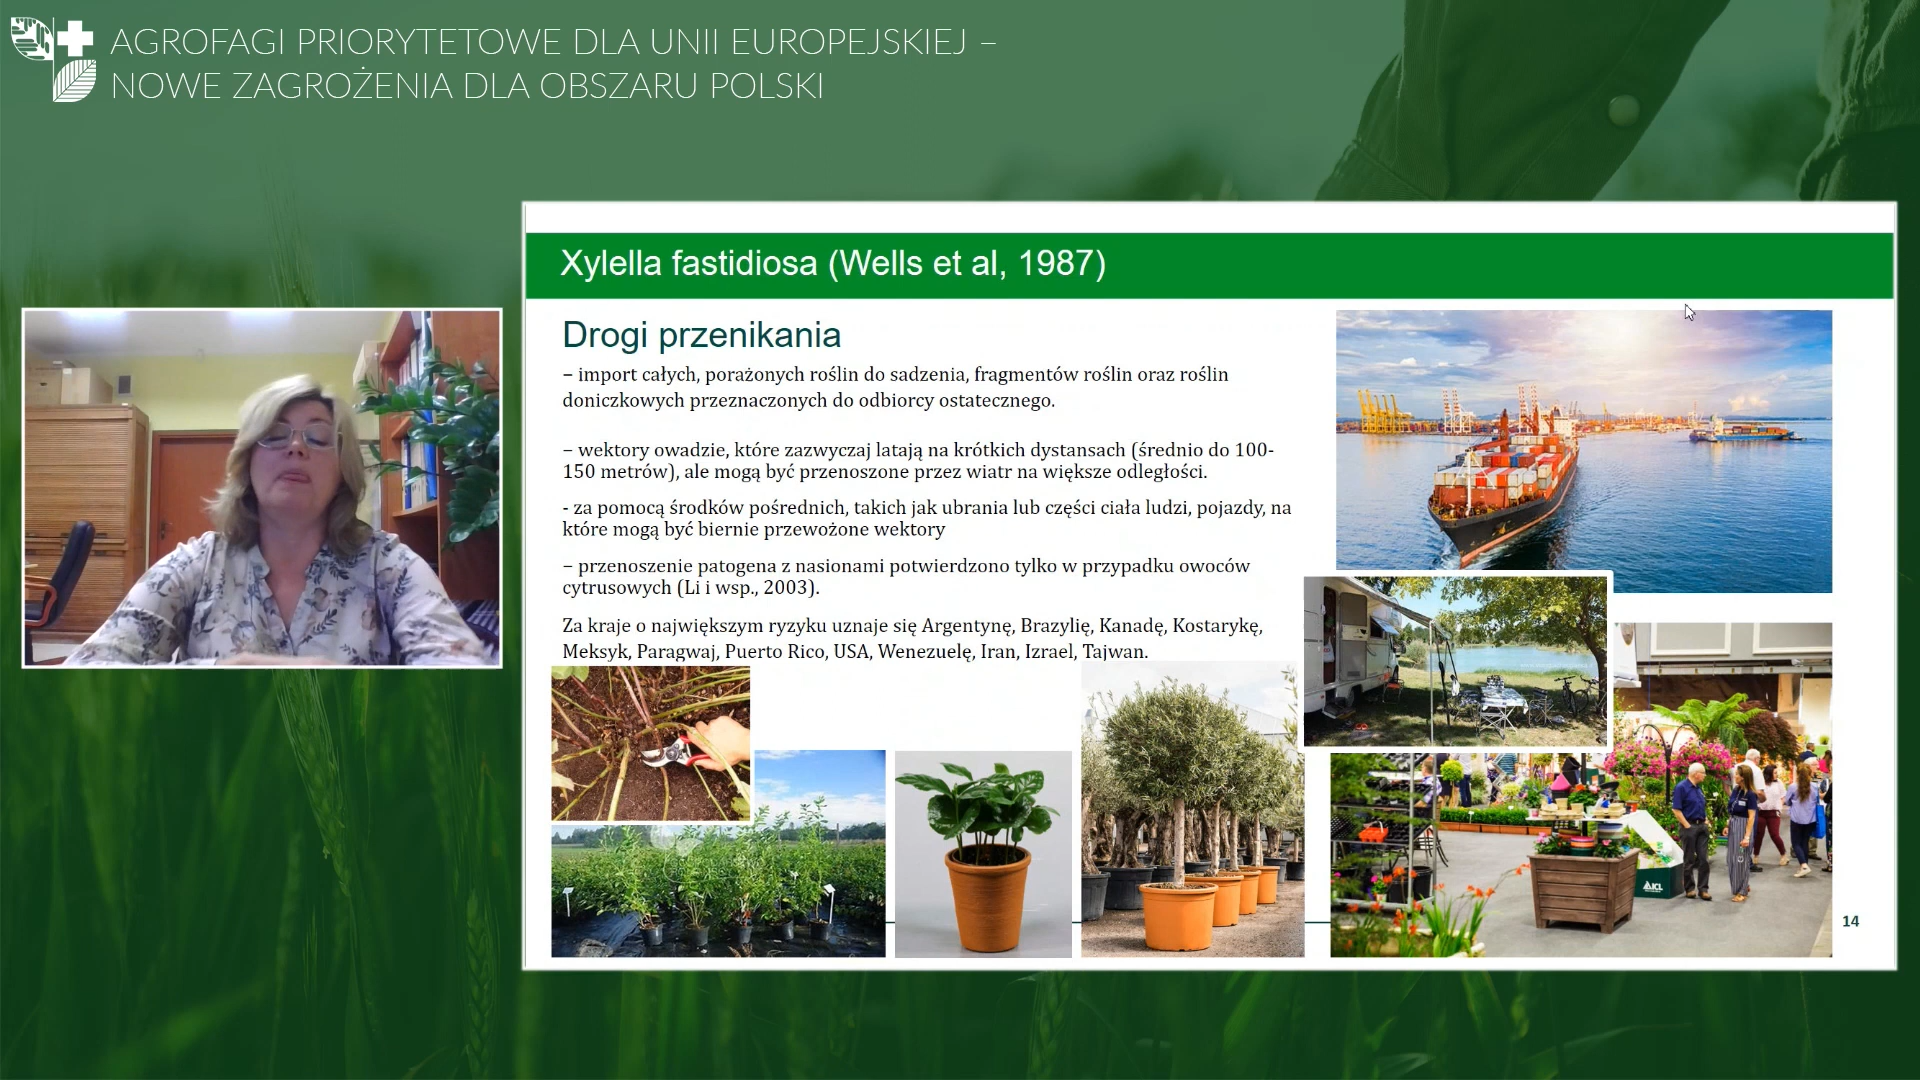 AGROFAGI PRIORYTETOWE DLA UNII EUROPEJSKIEJ –
NOWE ZAGROŻENIA DLA OBSZARU POLSKI
Xylella fastidiosa (Wells et al, 1987)
Drogi przenikania
– import całych, porażonych roślin do sadzenia, fragmentów roślin oraz roślin
doniczkowych przeznaczonych do odbiorcy ostatecznego.
– wektory owadzie, które zazwyczaj latają na krótkich dystansach (średnio do 100-
150 metrów), ale mogą być przenoszone przez wiatr na większe odległości.
- za pomocą środków pośrednich, takich jak ubrania lub części ciała ludzi, pojazdy, na
które mogą być biernie przewożone wektory
– przenoszenie patogena z nasionami potwierdzono tylko w przypadku owoców
cytrusowych (Li i wsp., 2003).
Za kraje o największym ryzyku uznaje się Argentynę, Brazylię, Kanadę, Kostarykę,
Meksyk, Paragwaj, Puerto Rico, USA, Wenezuelę, Iran, Izrael, Tajwan.
ICL
14